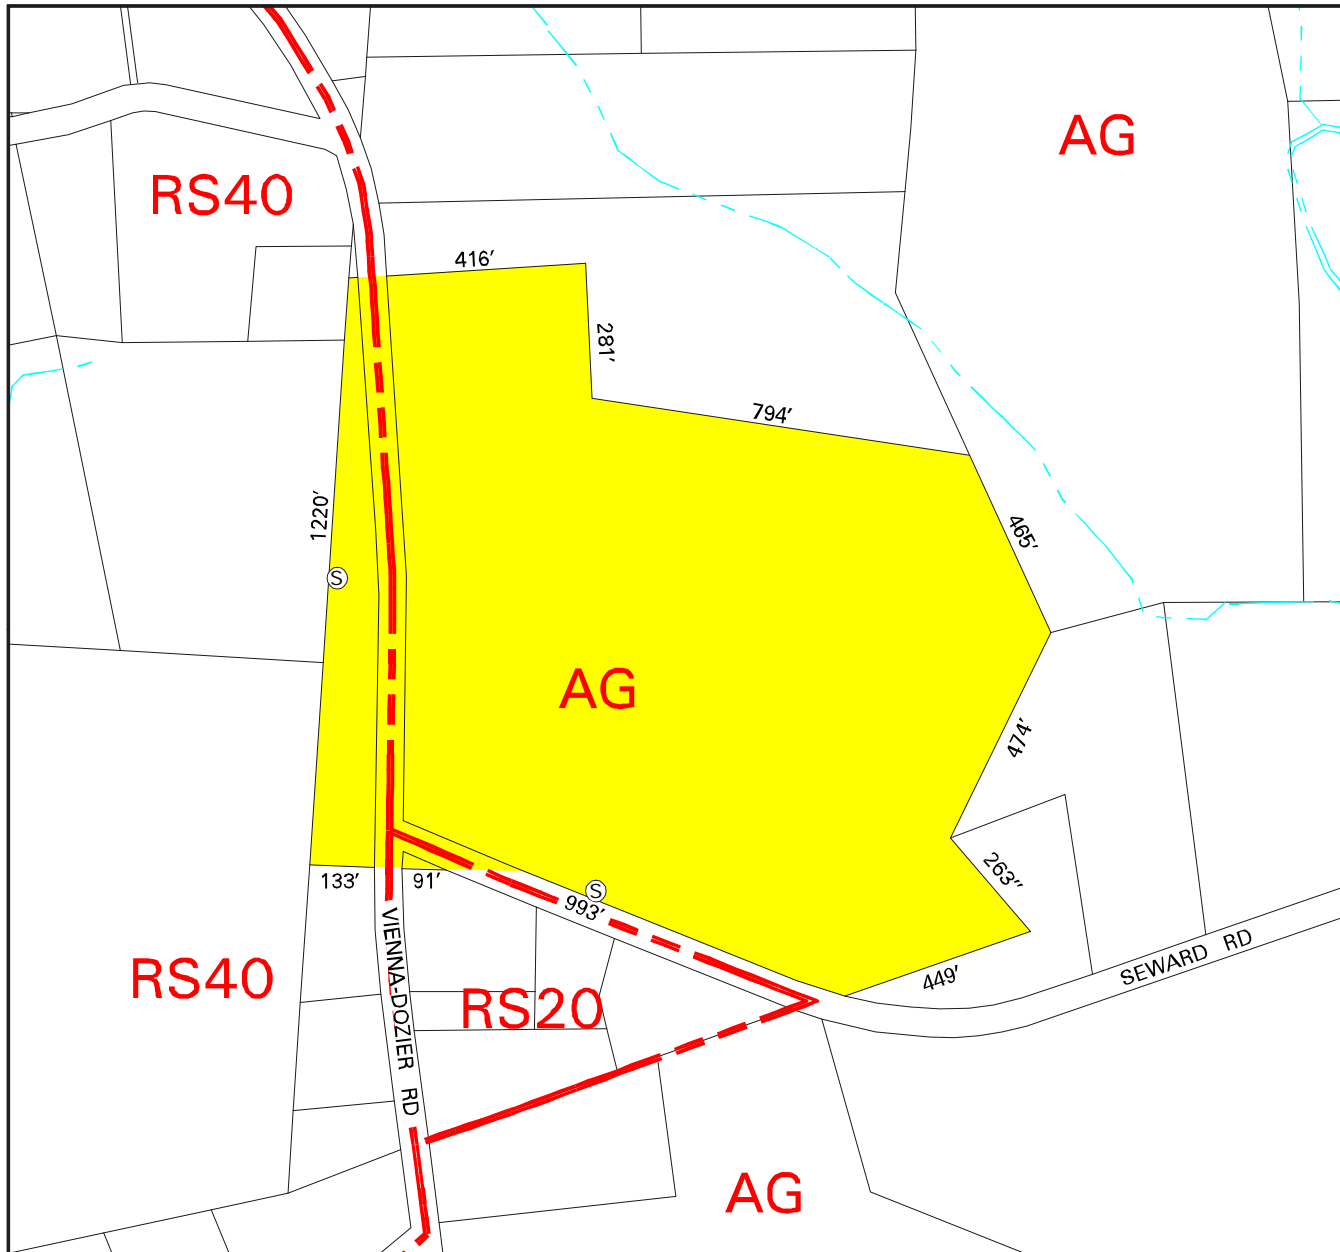 AG
RS40
416′
281′
794′
1220′
465′
S
AG
474′
133′
91′
263″
S
993′
VIENNA-DOZIER RD
SEWARD RD
449′
RS40
RS20
AG